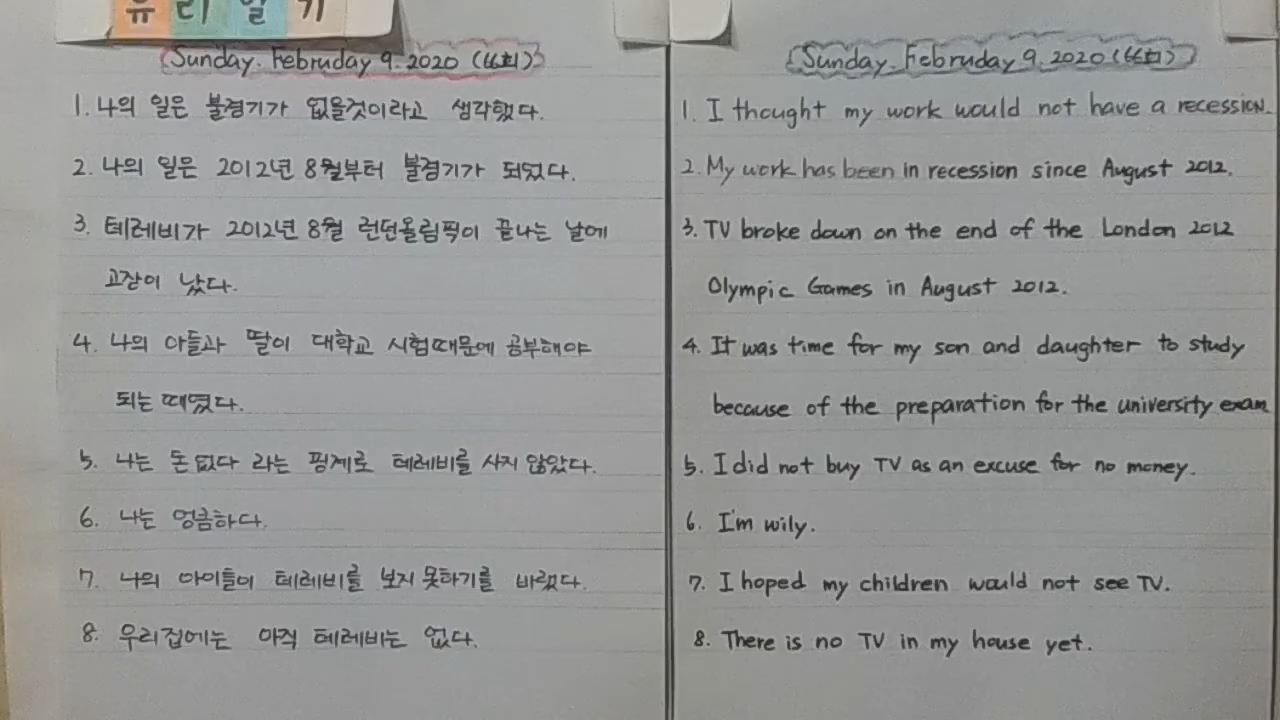 유리일기
Sunday. Februday 9. 2020 (66회)
1. 나의 일은 불경기가 없을것이라고 생각했다.
2. 나의 일은 2012년 8월부터 불경기가 되었다.
3. 테레비가 2012년 8월 런던올림픽이 끝나는 날에
고장이 났다.
4. 나의 아들과 딸이 대학교 시험때문에 공부해야
되는 때였다.
5. 나는 돈없다 라는 핑계로 테레비를 사지 않았다.
6. 나는 엉큼하다.
7. 나의 아이들이 테레비를 보지 못하기를 바랬다.
8. 우리집에는 아직 테레비는 없다.
Sunday. Februday 9. 2020 (66회)
1. I thought my work would not have a recession.
2. My work has been in recession since August 2012.
3. TV broke down on the end of the London 2012
Olympic Games in August 2012.
4. It was time for my son and daughter to study
because of the preparation for the university exam
5. I did not buy TV as an excuse for no money.
6. I'm wily.
7. I hoped my children would not see TV.
8. There is no TV in my house yet.